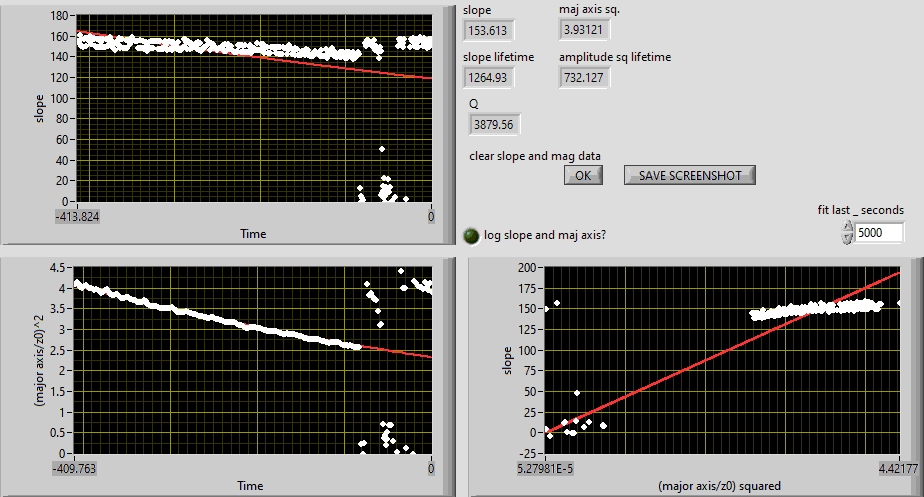 180
160
140
120
100
80
60
40
20
0
slope
-413.824
0
Time
slope
153.613
maj axis sq.
3.93121
slope lifetime
1264.93
amplitude sq lifetime
732.127
Q
3879.56
clear slope and mag data
OK
SAVE SCREENSHOT
log slope and maj axis?
fit last _ seconds
5000
4.5
4
3.5
3
2.5
2
1.5
1
0.5
0
(major axis/z0)^2
-409.763
0
Time
200
175
150
125
100
75
50
25
0
-25
slope
5.27981E-5
4.42177
(major axis/z0) squared